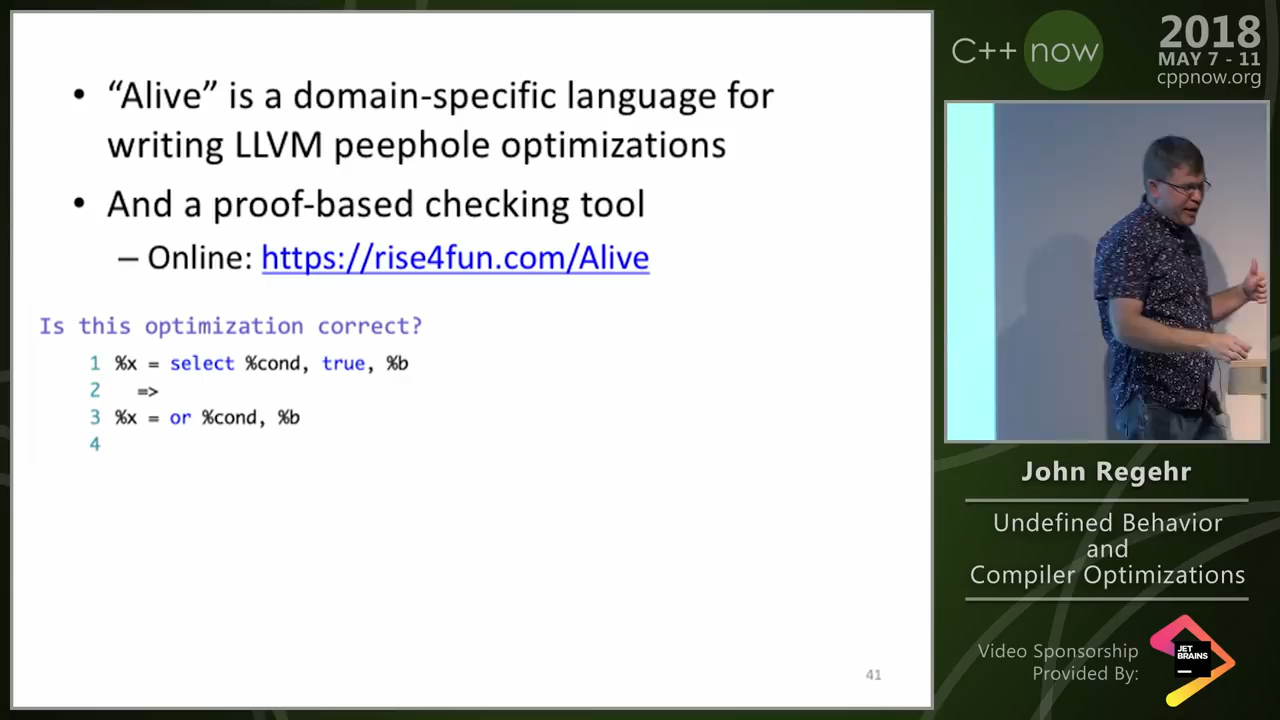 • “Alive” is a domain-specific language for
writing LLVM peephole optimizations
• And a proof-based checking tool
– Online: https://rise4fun.com/Alive
Is this optimization correct?
1 %x = select %cond, true, %b
2 =>
3 %x = or %cond, %b
4
41
C++ now
2018
MAY 7 - 11
cppnow.org
John Regehr
Undefined Behavior
and
Compiler Optimizations
Video Sponsorship
Provided By:
JET
BRAINS